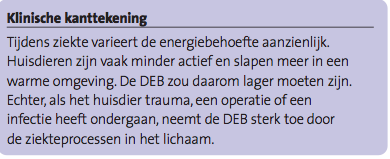 Klinische kanttekening
Tijdens ziekte varieert de energiebehoefte aanzienlijk.
Huisdieren zijn vaak minder actief en slapen meer in een
warme omgeving. De DEB zou daarom lager moeten zijn.
Echter, als het huisdier trauma, een operatie of een
infectie heeft ondergaan, neemt de DEB sterk toe door
de ziekteprocessen in het lichaam.